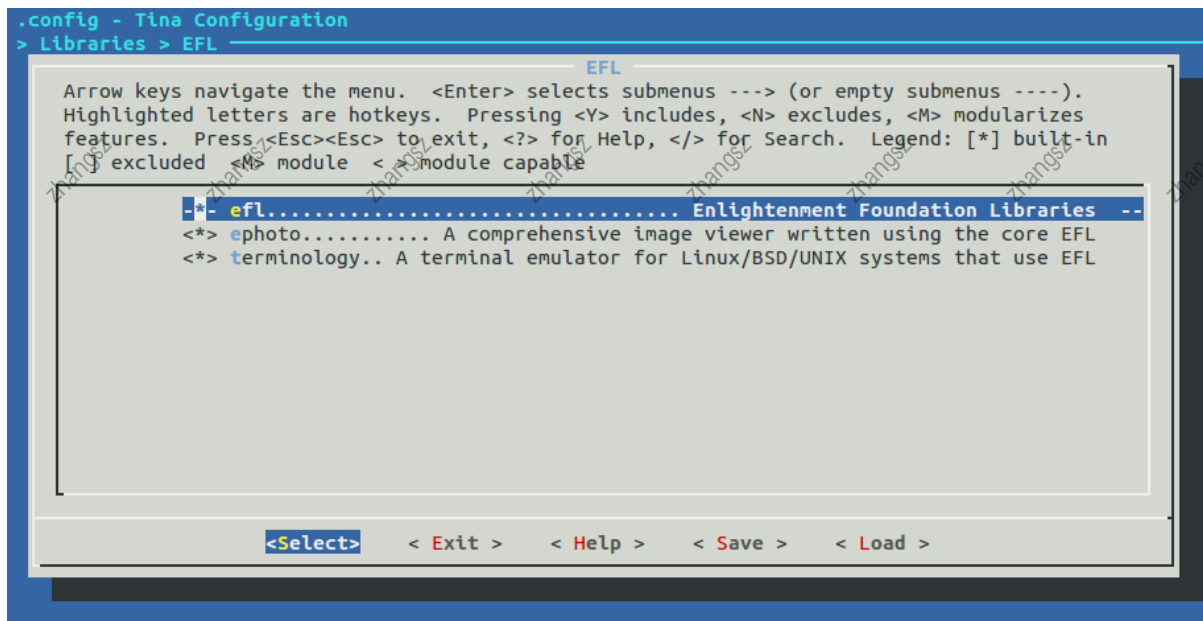 .config - Tina Configuration
> Libraries > EFL
EFL
Arrow keys navigate the menu.  <Enter> selects submenus ---> (or empty submenus ----).
Highlighted letters are hotkeys.  Pressing <Y> includes, <N> excludes, <M> modularizes
features.  Press <Esc><Esc> to exit, <?> for Help, </> for Search.  Legend: [*] built-in
[ ] excluded  <M> module  < > module capable
zhangsz zhangsz zhangsz zhangsz zhangsz zhangsz zhangsz zhan
-*- efl................................... Enlightenment Foundation Libraries  --
<*> ephoto........... A comprehensive image viewer written using the core EFL
<*> terminology.. A terminal emulator for Linux/BSD/UNIX systems that use EFL
<Select>    < Exit >    < Help >    < Save >    < Load >